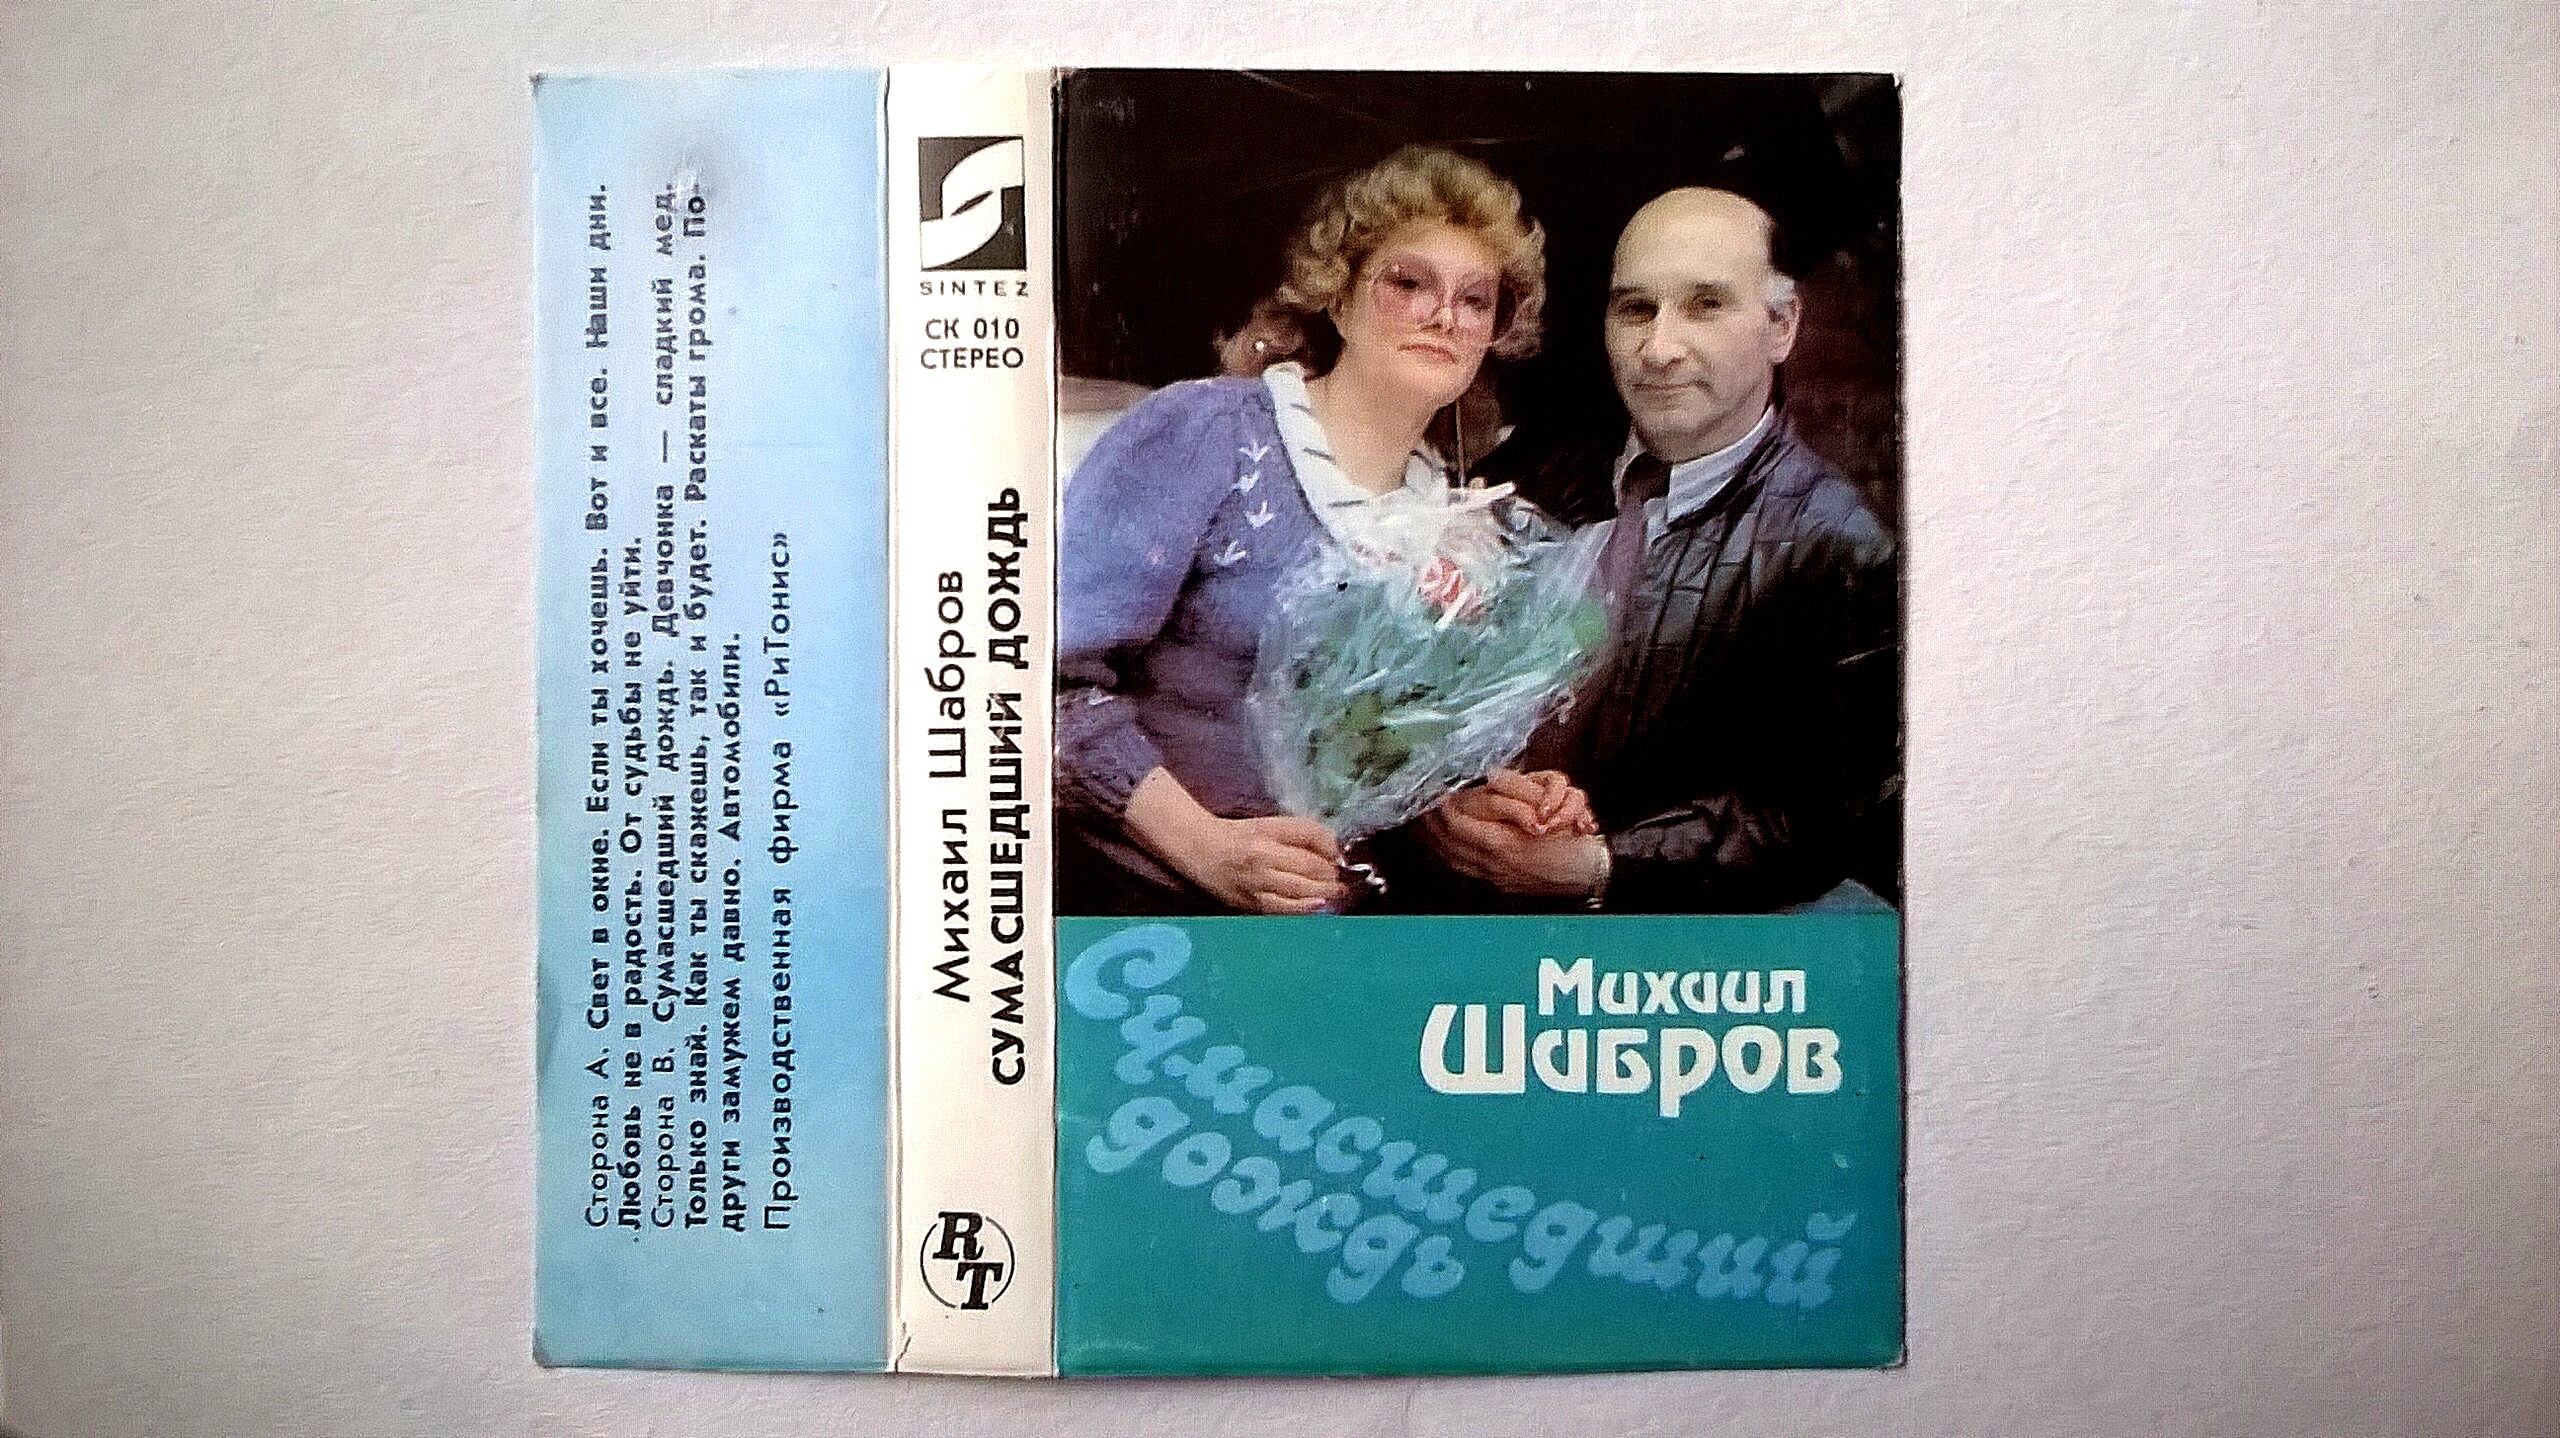 Сторона А. Свет в окне. Если ты хочешь. Вот и все. Наши дни.
Любовь не в радость. От судьбы не уйти.
Сторона В. Сумасшедший дождь. Девчонка — сладкий мед.
Только знай. Как ты скажешь, так и будет. Раскаты грома. По-
други замужем давно. Автомобили.
Производственная фирма «РиТонис»
SINTEZ
СК 010
СТЕРЕО
Михаил Шабров
СУМАСШЕДШИЙ ДОЖДЬ
RT
Михаил
Шабров
Сумасшедший
дождь